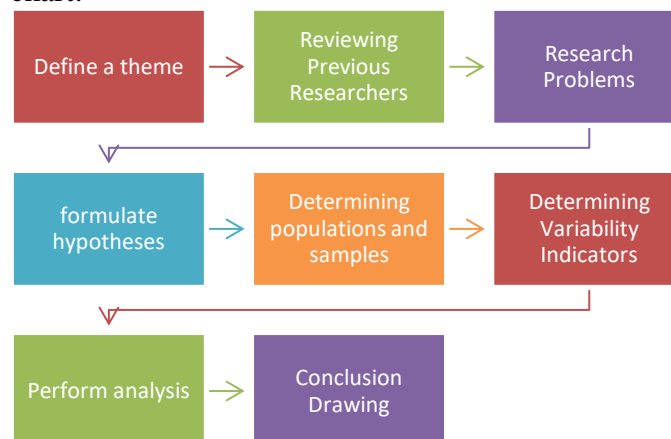 chart.
Define a theme
Reviewing
Previous
Researchers
Research
Problems
formulate
hypotheses
Determining
populations and
samples
Determining
Variability
Indicators
Perform analysis
Conclusion
Drawing